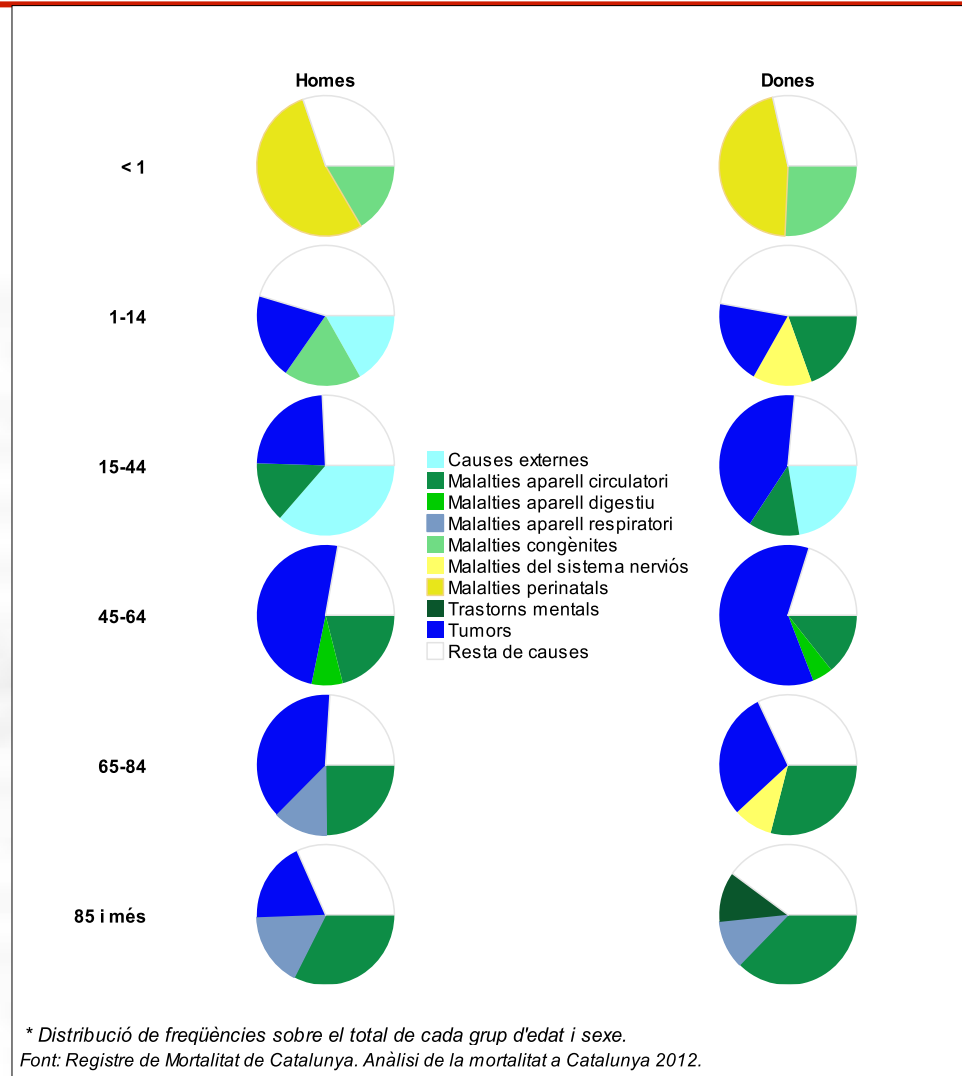 Homes
Dones
< 1
1-14
15-44
Causes externes
Malalties aparell circulatori
Malalties aparell digestiu
Malalties aparell respiratori
Malalties congènites
Malalties del sistema nerviós
Malalties perinatals
Trastorns mentals
Tumors
Resta de causes
45-64
65-84
85 i més
* Distribució de freqüències sobre el total de cada grup d'edat i sexe.
Font: Registre de Mortalitat de Catalunya. Anàlisi de la mortalitat a Catalunya 2012.